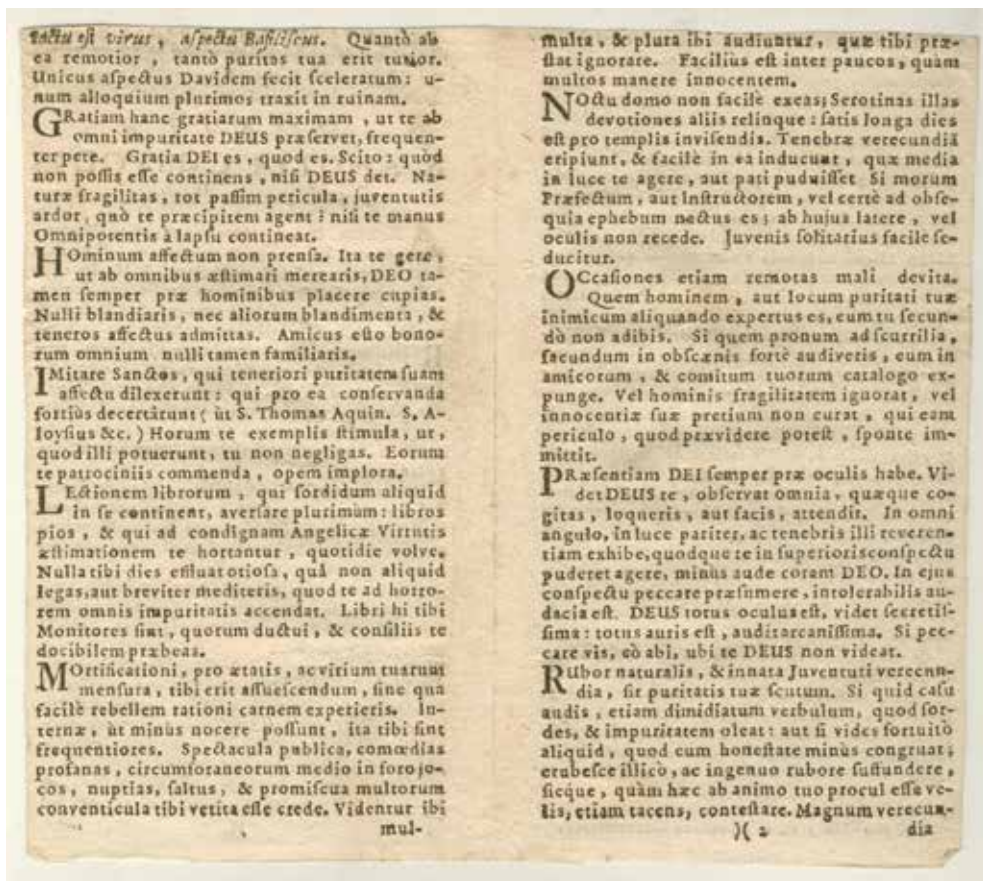 tactu est virus, aspectu Basiliscus. Quantò ab
ea remotior, tantò puritas tua erit tutior.
Unicus aspectus Davidem fecit sceleratum: u-
num alloquium plurimos traxit in ruinam.
GRatiam hanc gratiarum maximam, ut te ab
omni impuritate DEUS præservet, frequen-
ter pete. Gratia DEI es, quod es. Scito: quòd
non possis esse continens, nisi DEUS det. Na-
turæ fragilitas, tot passim pericula, juventutis
ardor, quò te præcipitem agent? nisi te manus
Omnipotentis à lapsu contineat.
HOminum affectum non prensa. Ita te gere,
ut ab omnibus æstimari merearis, DEO ta-
men semper præ hominibus placere cupias.
Nulli blandiaris, nec aliorum blandimenta, &
teneros affectus admittas. Amicus esto bono-
rum omnium nulli tamen familiaris.
IMitare Sanctos, qui teneriori puritatem suam
affectu dilexerunt: qui pro ea conservanda
fortiùs decertârunt (ùt S. Thomas Aquin. S. A-
loysius &c.) Horum te exemplis stimula, ut,
quod illi potuerunt, tu non negligas. Eorum
te patrociniis commenda, opem implora.
LEctionem librorum, qui sordidum aliquid
in se continent, aversare plurimùm: libros
pios, & qui ad condignam Angelicæ Virtutis
æstimationem te hortantur, quotidie volve.
Nulla tibi dies effluat otiosa, quâ non aliquid
legas, aut breviter mediteris, quod te ad horro-
rem omnis impuritatis accendat. Libri hi tibi
Monitores sint, quorum ductui, & consiliis te
docibilem præbeas.
MOrtificationi, pro ætatis, ac virium tuarum
mensura, tibi erit assuescendum, sine qua
facilè rebellem rationi carnem experieris. In-
ternæ, ùt minùs nocere possunt, ita tibi sint
frequentiores. Spectacula publica, comœdias
profanas, circumforaneorum medio in foro jo-
cos, nuptias, saltus, & promiscua multorum
conventicula tibi vetita esse crede. Videntur ibi
mul-
multa, & plura ibi audiuntur, quæ tibi præ-
stat ignorare. Facilius est inter paucos, quàm
multos manere innocentem.
NOctu domo non facilè exeas; Serotinas illas
devotiones aliis relinque: satis longa dies
est pro templis invisendis. Tenebræ verecundiã
eripiunt, & facilè in ea inducunt, quæ media
in luce te agere, aut pati puduisset Si morum
Præfectum, aut Instructorem, vel certè ad obse-
quia ephebum nactus es; ab hujus latere, vel
oculis non recede. Juvenis solitarius facile se-
ducitur.
OCcasiones etiam remotas mali devita.
Quem hominem, aut locum puritati tuæ
inimicum aliquando expertus es, eum tu secun-
dò non adibis. Si quem pronum ad scurrilia,
facundum in obscænis fortè audiveris, eum in
amicorum, & comitum tuorum catalogo ex-
punge. Vel hominis fragilitatem ignorat, vel
innocentiæ suæ pretium non curat, qui eam
periculo, quod prævidere potest, sponte im-
mittit.
PRæsentiam DEI semper præ oculis habe. Vi-
det DEUS te, observat omnia, quæque co-
gitas, loqueris, aut facis, attendit. In omni
angulo, in luce pariter, ac tenebris illi reveren-
tiam exhibe, quodque te in superioris conspectu
puderet agere, minùs aude coram DEO. In ejus
conspectu peccare præsumere, intolerabilis au-
dacia est. DEUS totus oculus est, videt secretis-
sima: totus auris est, audit arcanissima. Si pec-
care vis, eò abi, ubi te DEUS non videat.
RUbor naturalis, & innata Juventuti verecun-
dia, sit puritatis tuæ scutum. Si quid casu
audis, etiam dimidiatum verbulum, quod sor-
des, & impuritatem oleat: aut si vides fortuitò
aliquid, quod cum honestate minùs congruat;
erubesce illicò, ac ingenuo rubore suffundere,
sicque, quàm hæc ab animo tuo procul esse ve-
lis, etiam tacens, contestare. Magnum verecun-
)( 2 dia